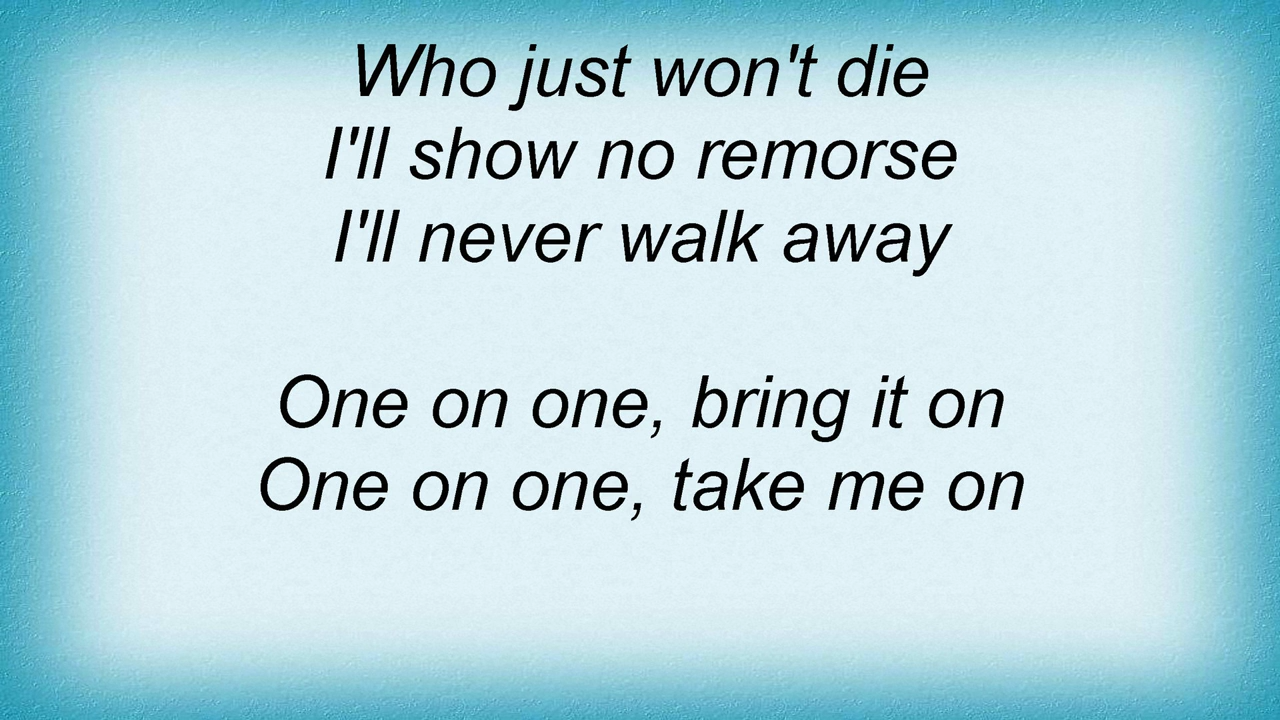 Who just won't die
I'll show no remorse
I'll never walk away
One on one, bring it on
One on one, take me on